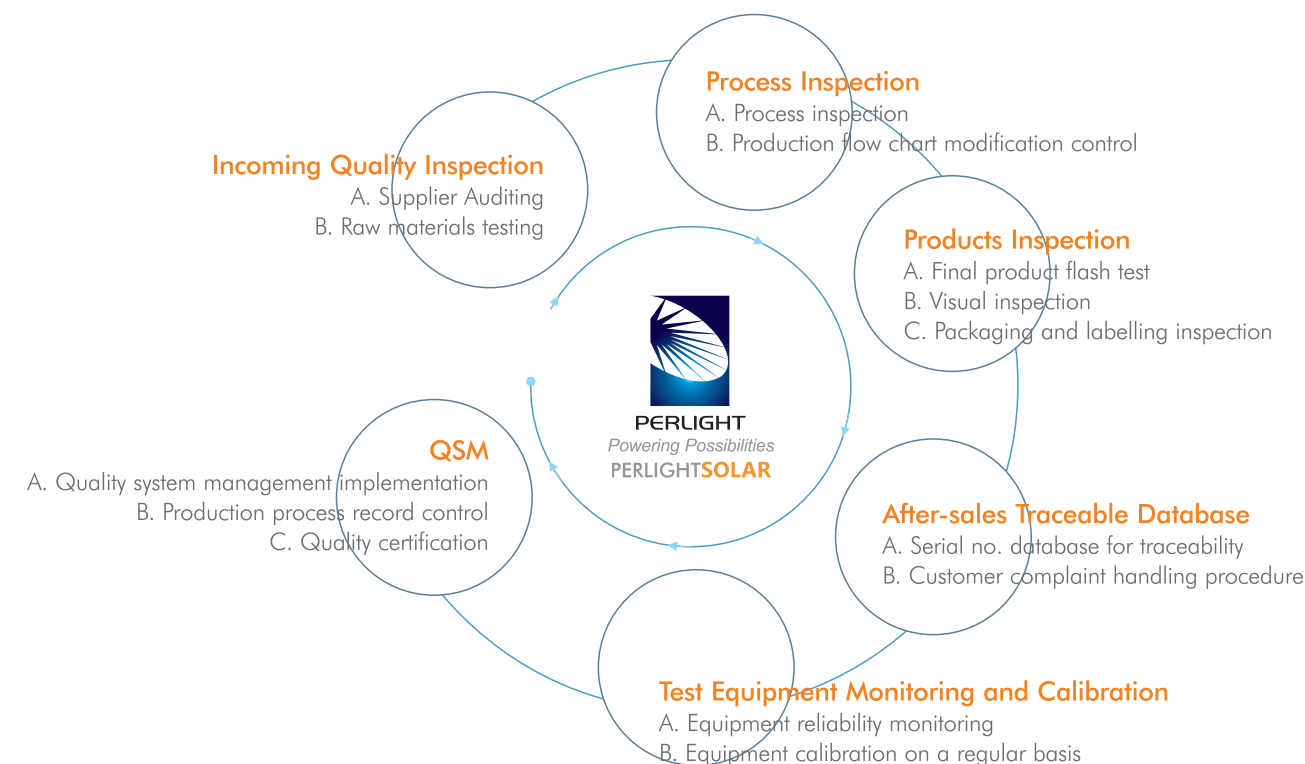 Process Inspection
A. Process inspection
B. Production flow chart modification control
Incoming Quality Inspection
A. Supplier Auditing
B. Raw materials testing
Products Inspection
A. Final product flash test
B. Visual inspection
C. Packaging and labelling inspection
PERLIGHT
Powering Possibilities
PERLIGHTSOLAR
QSM
A. Quality system management implementation
B. Production process record control
C. Quality certification
After-sales Traceable Database
A. Serial no. database for traceability
B. Customer complaint handling procedure
Test Equipment Monitoring and Calibration
A. Equipment reliability monitoring
B. Equipment calibration on a regular basis